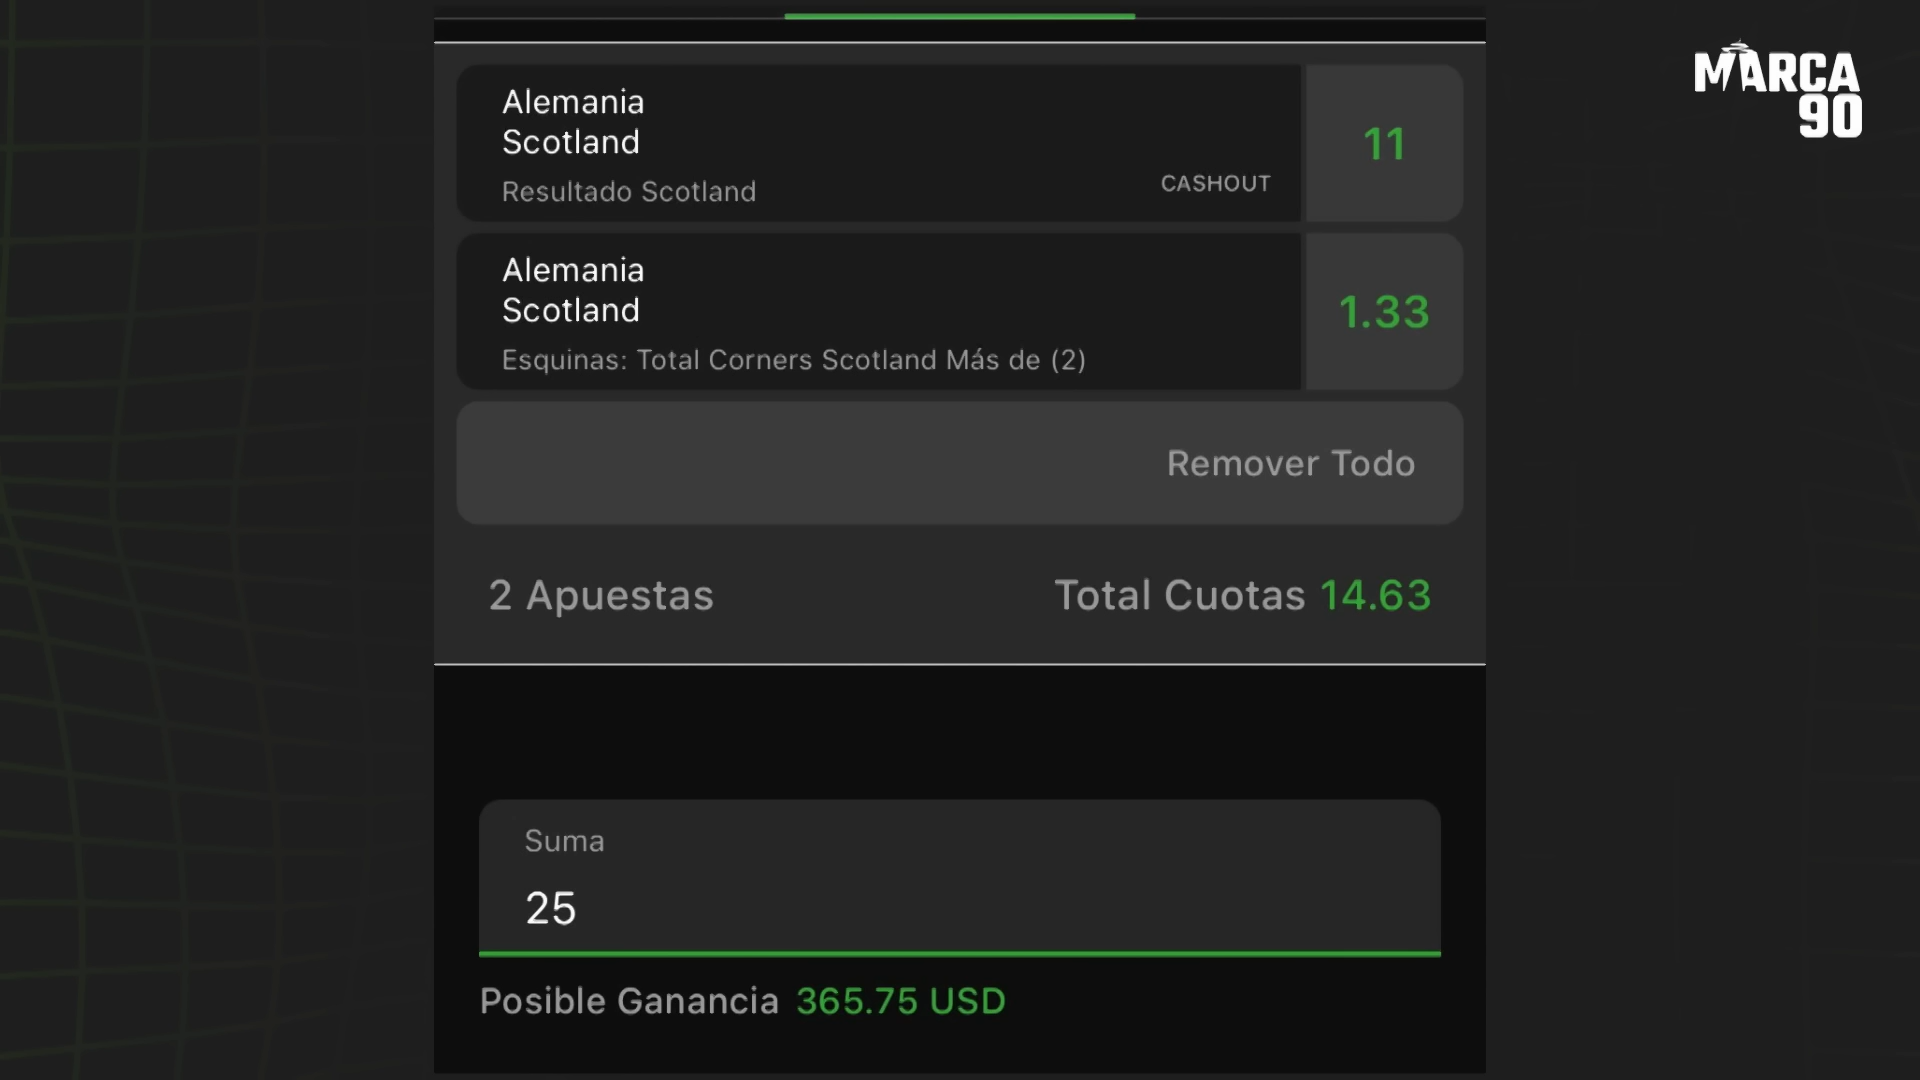 MARCA
90
Alemania
Scotland
Resultado Scotland
CASHOUT
11
Alemania
Scotland
Esquinas: Total Corners Scotland Más de (2)
1.33
Remover Todo
2 Apuestas
Total Cuotas 14.63
Suma
25
Posible Ganancia 365.75 USD